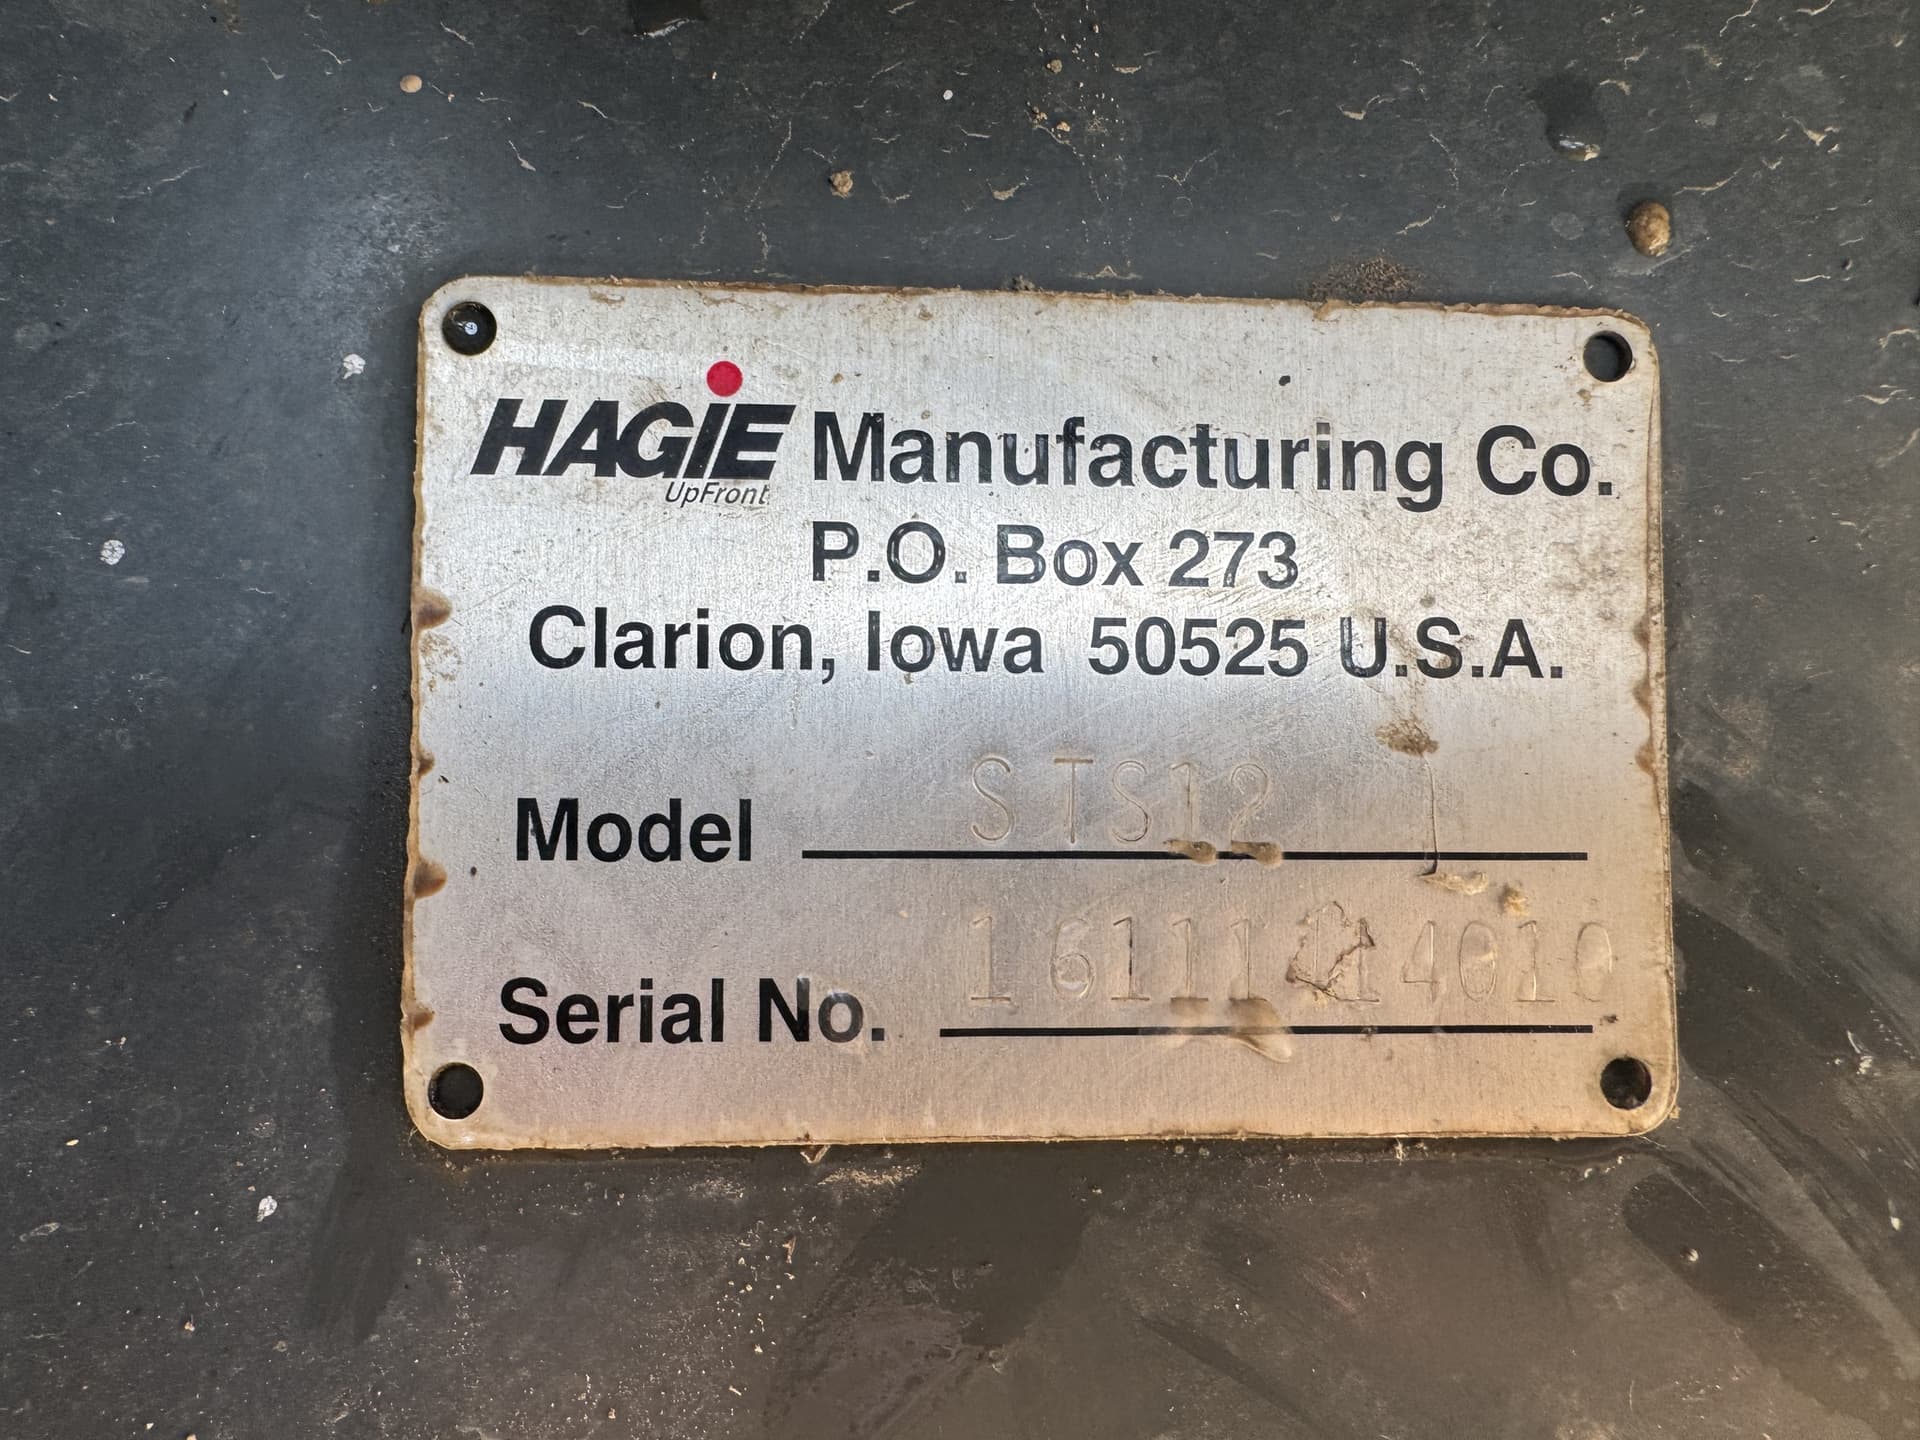 HAGIE Manufacturing Co.
UpFront
P.O. Box 273
Clarion, Iowa 50525 U.S.A.
Model STS12
Serial No.